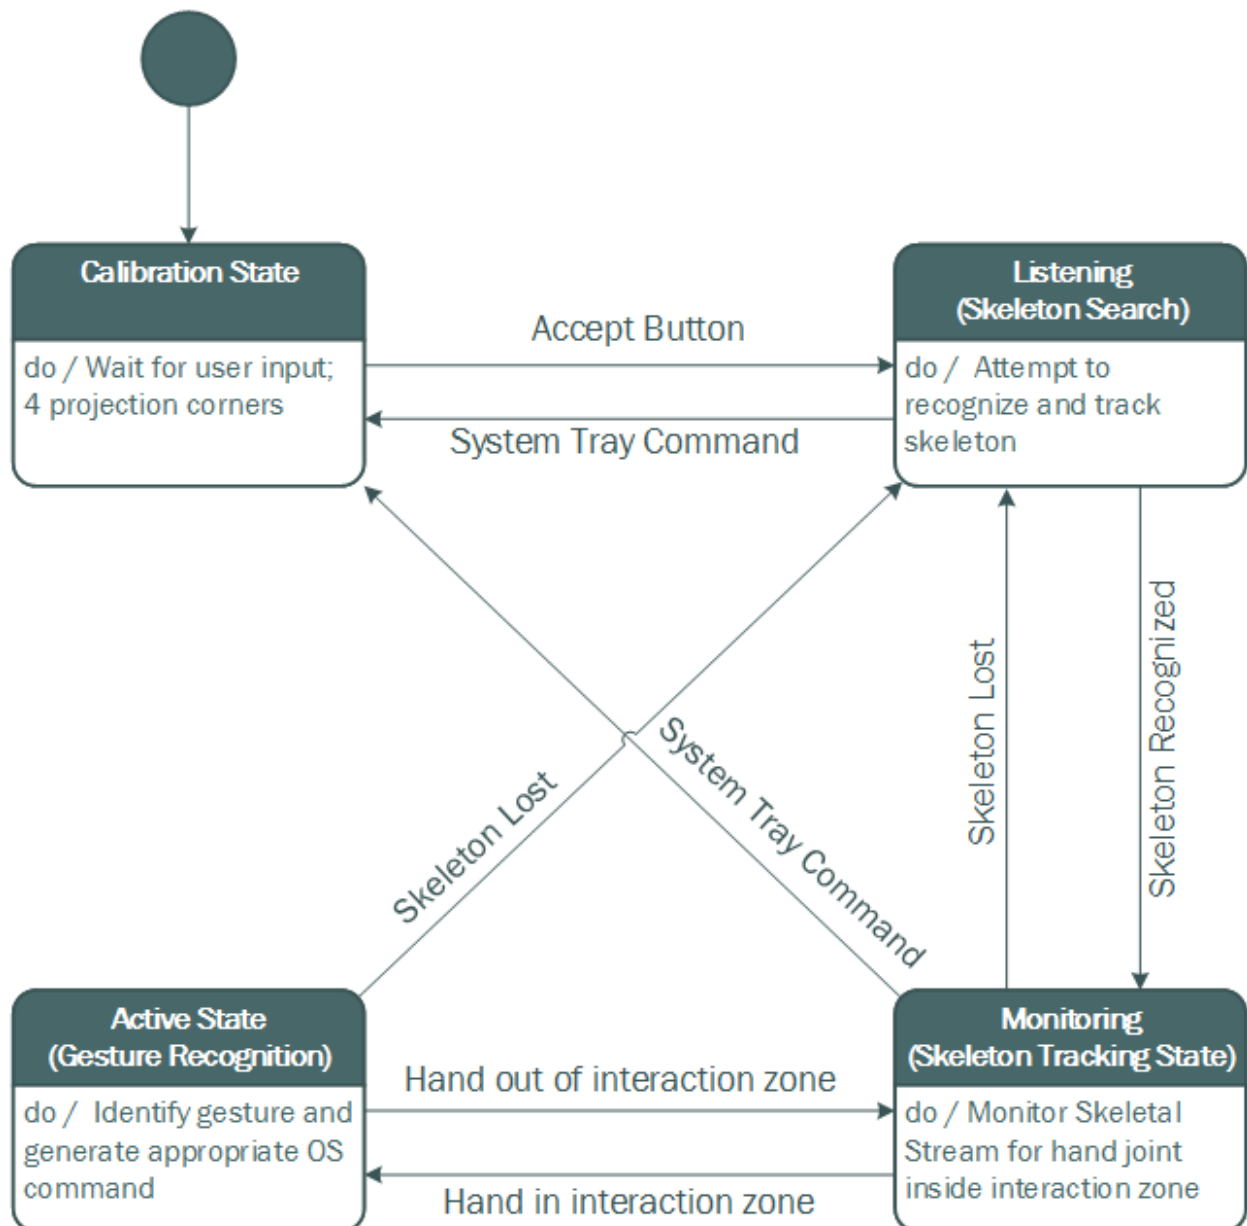 Calibration State
do / Wait for user input;
4 projection corners
Accept Button
System Tray Command
Listening
(Skeleton Search)
do / Attempt to
recognize and track
skeleton
Skeleton Lost
System Tray Command
Skeleton Lost
Skeleton Recognized
Active State
(Gesture Recognition)
do / Identify gesture and
generate appropriate OS
command
Hand out of interaction zone
Hand in interaction zone
Monitoring
(Skeleton Tracking State)
do / Monitor Skeletal
Stream for hand joint
inside interaction zone